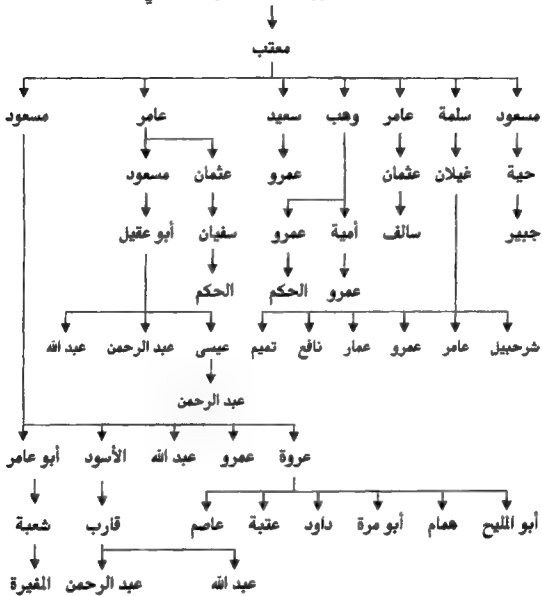 معتب
مسعود سلمة عامر وهب سعيد عامر مسعود
حية غيلان عثمان عمرو عثمان مسعود
جبير سالف أمية عمرو سفيان أبو عقيل
عمرو الحكم الحكم
شرحبيل عامر عمرو عمار نافع تميم عيسى عبد الرحمن عبد الله
عبد الرحمن
عروة عمرو عبد الله الأسود أبو عامر
أبو المليح همام أبو مرة داود عتبة عاصم قارب شعبة
عبد الله عبد الرحمن المغيرة